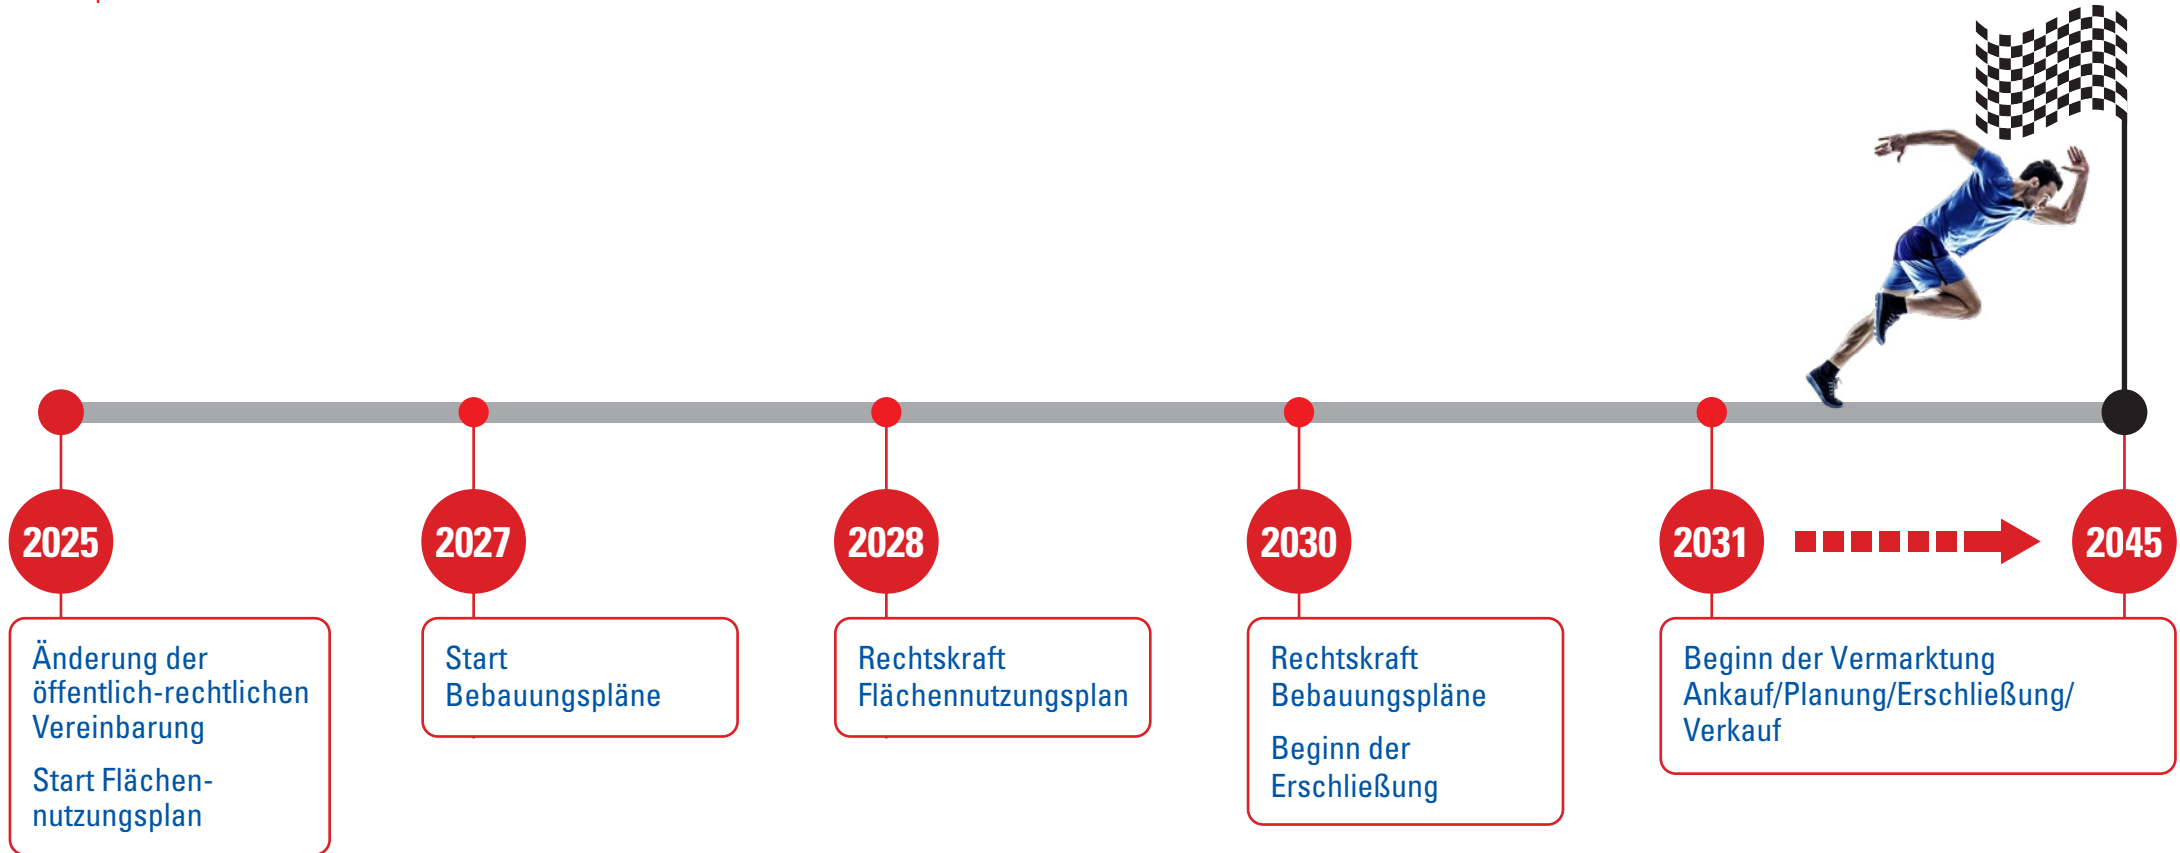 2025
Änderung der
öffentlich-rechtlichen
Vereinbarung
Start Flächen-
nutzungsplan
2027
Start
Bebauungspläne
2028
Rechtskraft
Flächennutzungsplan
2030
Rechtskraft
Bebauungspläne
Beginn der
Erschließung
2031
2045
Beginn der Vermarktung
Ankauf/Planung/Erschließung/
Verkauf